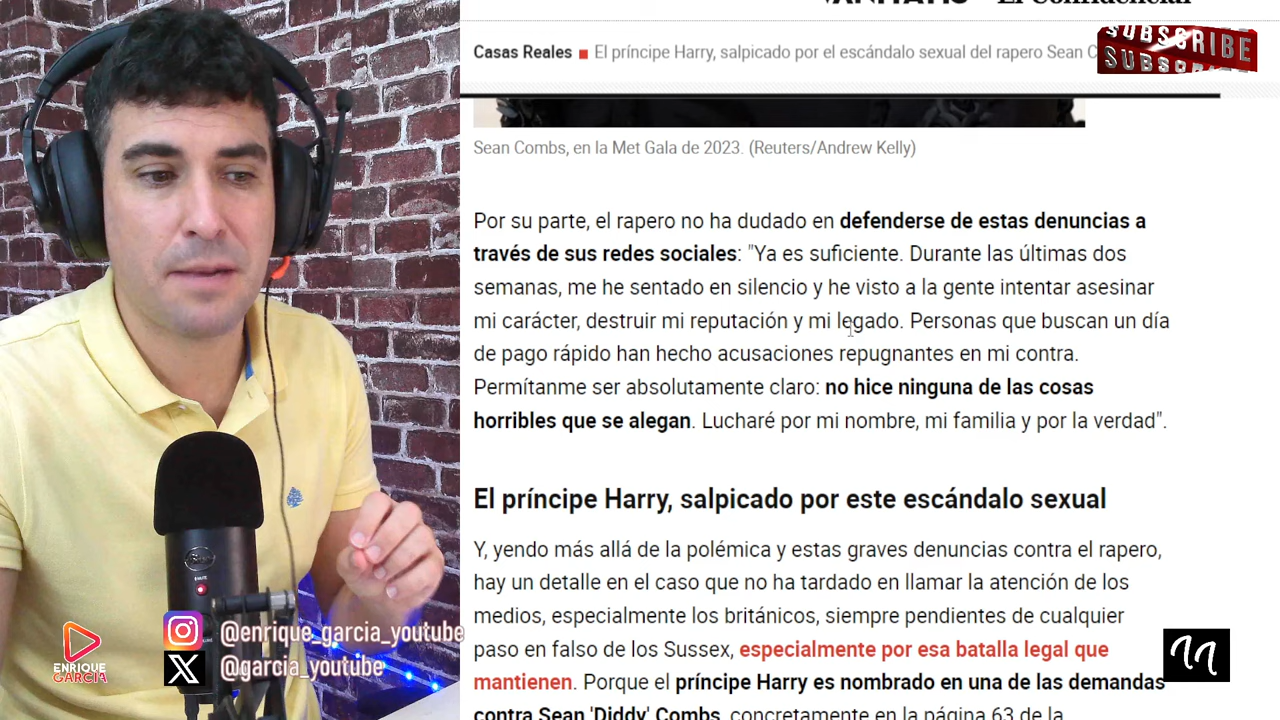 VANITATIS El Confidencial
Casas Reales El príncipe Harry, salpicado por el escándalo sexual del rapero Sean C
SUBSCRIBE
SUBSCRIBE
Sean Combs, en la Met Gala de 2023. (Reuters/Andrew Kelly)
Por su parte, el rapero no ha dudado en defenderse de estas denuncias a
través de sus redes sociales: "Ya es suficiente. Durante las últimas dos
semanas, me he sentado en silencio y he visto a la gente intentar asesinar
mi carácter, destruir mi reputación y mi legado. Personas que buscan un día
de pago rápido han hecho acusaciones repugnantes en mi contra.
Permítanme ser absolutamente claro: no hice ninguna de las cosas
horribles que se alegan. Lucharé por mi nombre, mi familia y por la verdad".
El príncipe Harry, salpicado por este escándalo sexual
Y, yendo más allá de la polémica y estas graves denuncias contra el rapero,
hay un detalle en el caso que no ha tardado en llamar la atención de los
medios, especialmente los británicos, siempre pendientes de cualquier
paso en falso de los Sussex, especialmente por esa batalla legal que
mantienen. Porque el príncipe Harry es nombrado en una de las demandas
contra Sean 'Diddy' Combs, concretamente en la página 63 de la
@enrique_garcia_youtube
@garcia_youtube
ENRIQUE
GARCIA